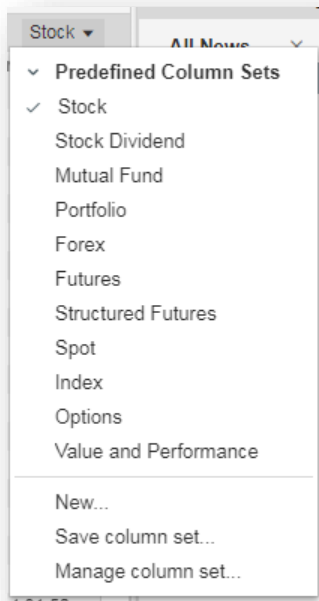 Stock
All News
Predefined Column Sets
Stock
Stock Dividend
Mutual Fund
Portfolio
Forex
Futures
Structured Futures
Spot
Index
Options
Value and Performance
New...
Save column set...
Manage column set...